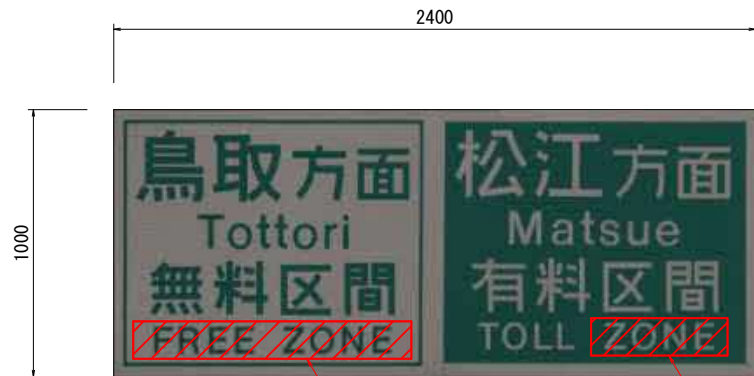 2400
1000
鳥取方面
Tottori
無料区間
FREE ZONE
松江方面
Matsue
有料区間
TOLL ZONE